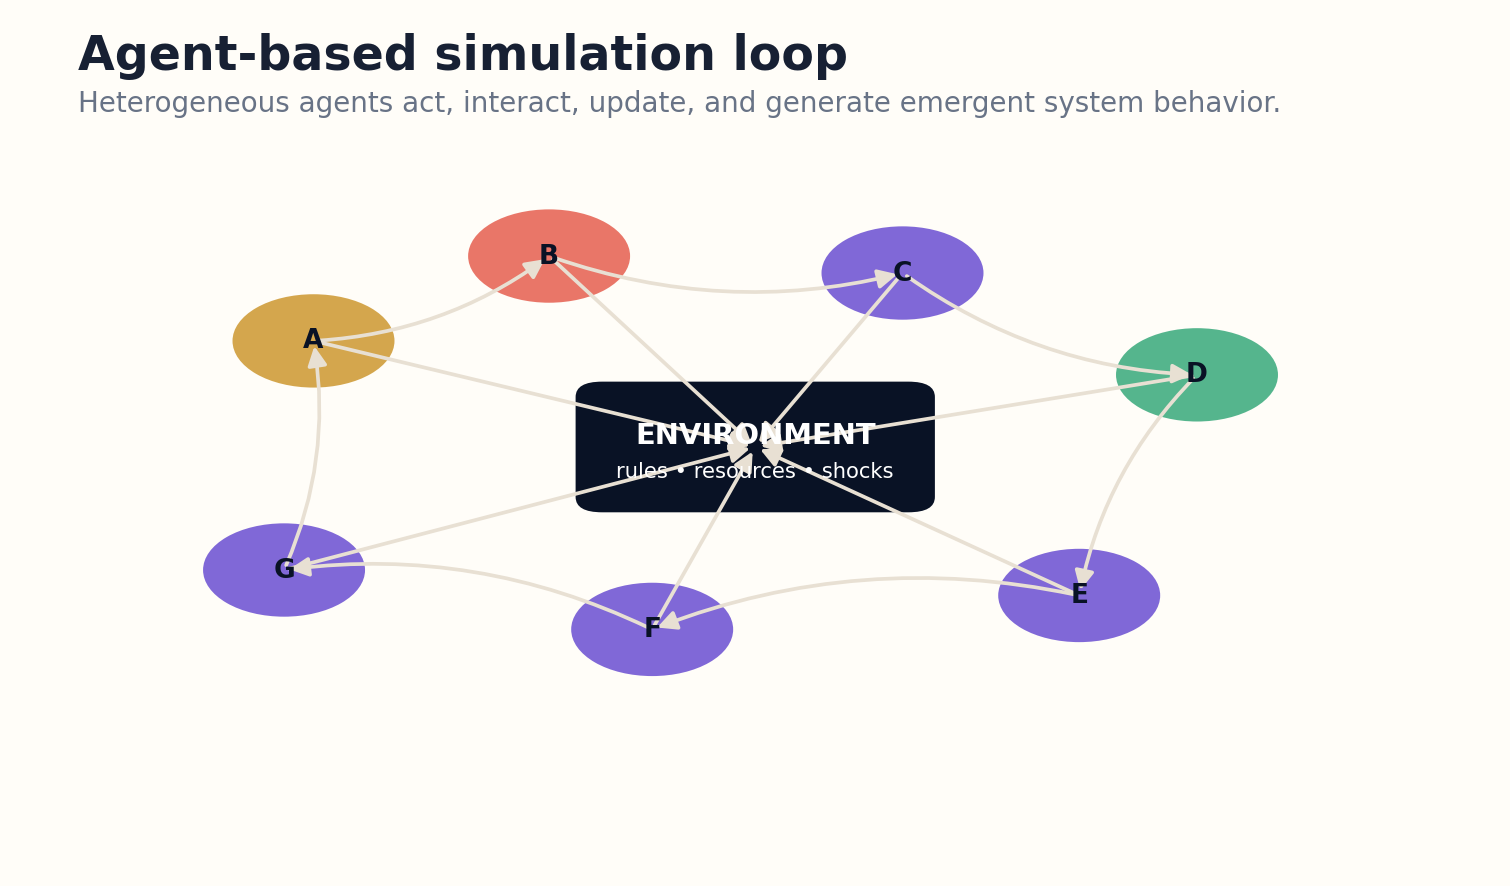 Agent-based simulation loop
Heterogeneous agents act, interact, update, and generate emergent system behavior.
B
C
A
D
ENVIRONMENT
rules • resources • shocks
G
E
F